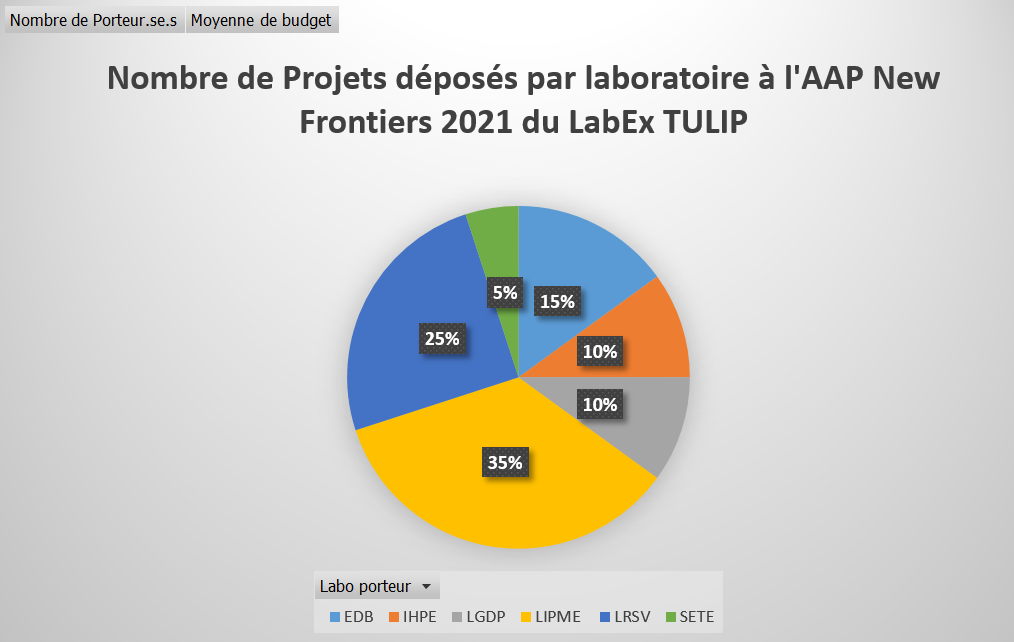 Nombre de Porteur.se.s Moyenne de budget
Nombre de Projets déposés par laboratoire à l'AAP New
Frontiers 2021 du LabEx TULIP
5%
15%
25%
10%
10%
35%
Labo porteur
EDB IHPE LGDP LIPME LRSV SETE